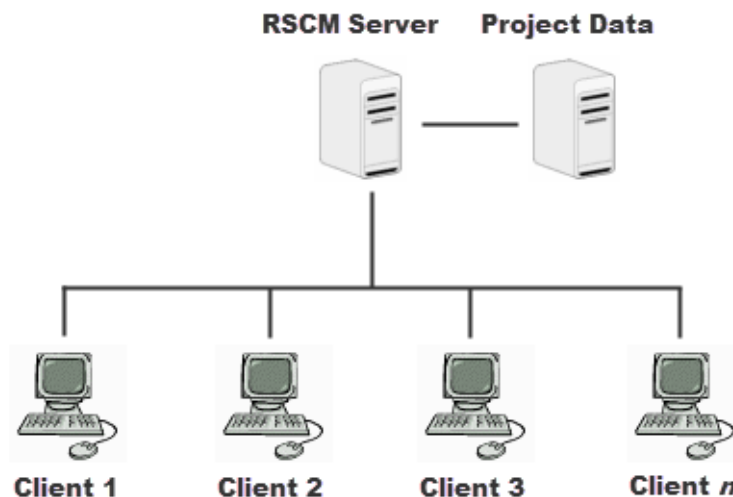 RSCM Server
Project Data
Client 1
Client 2
Client 3
Client n